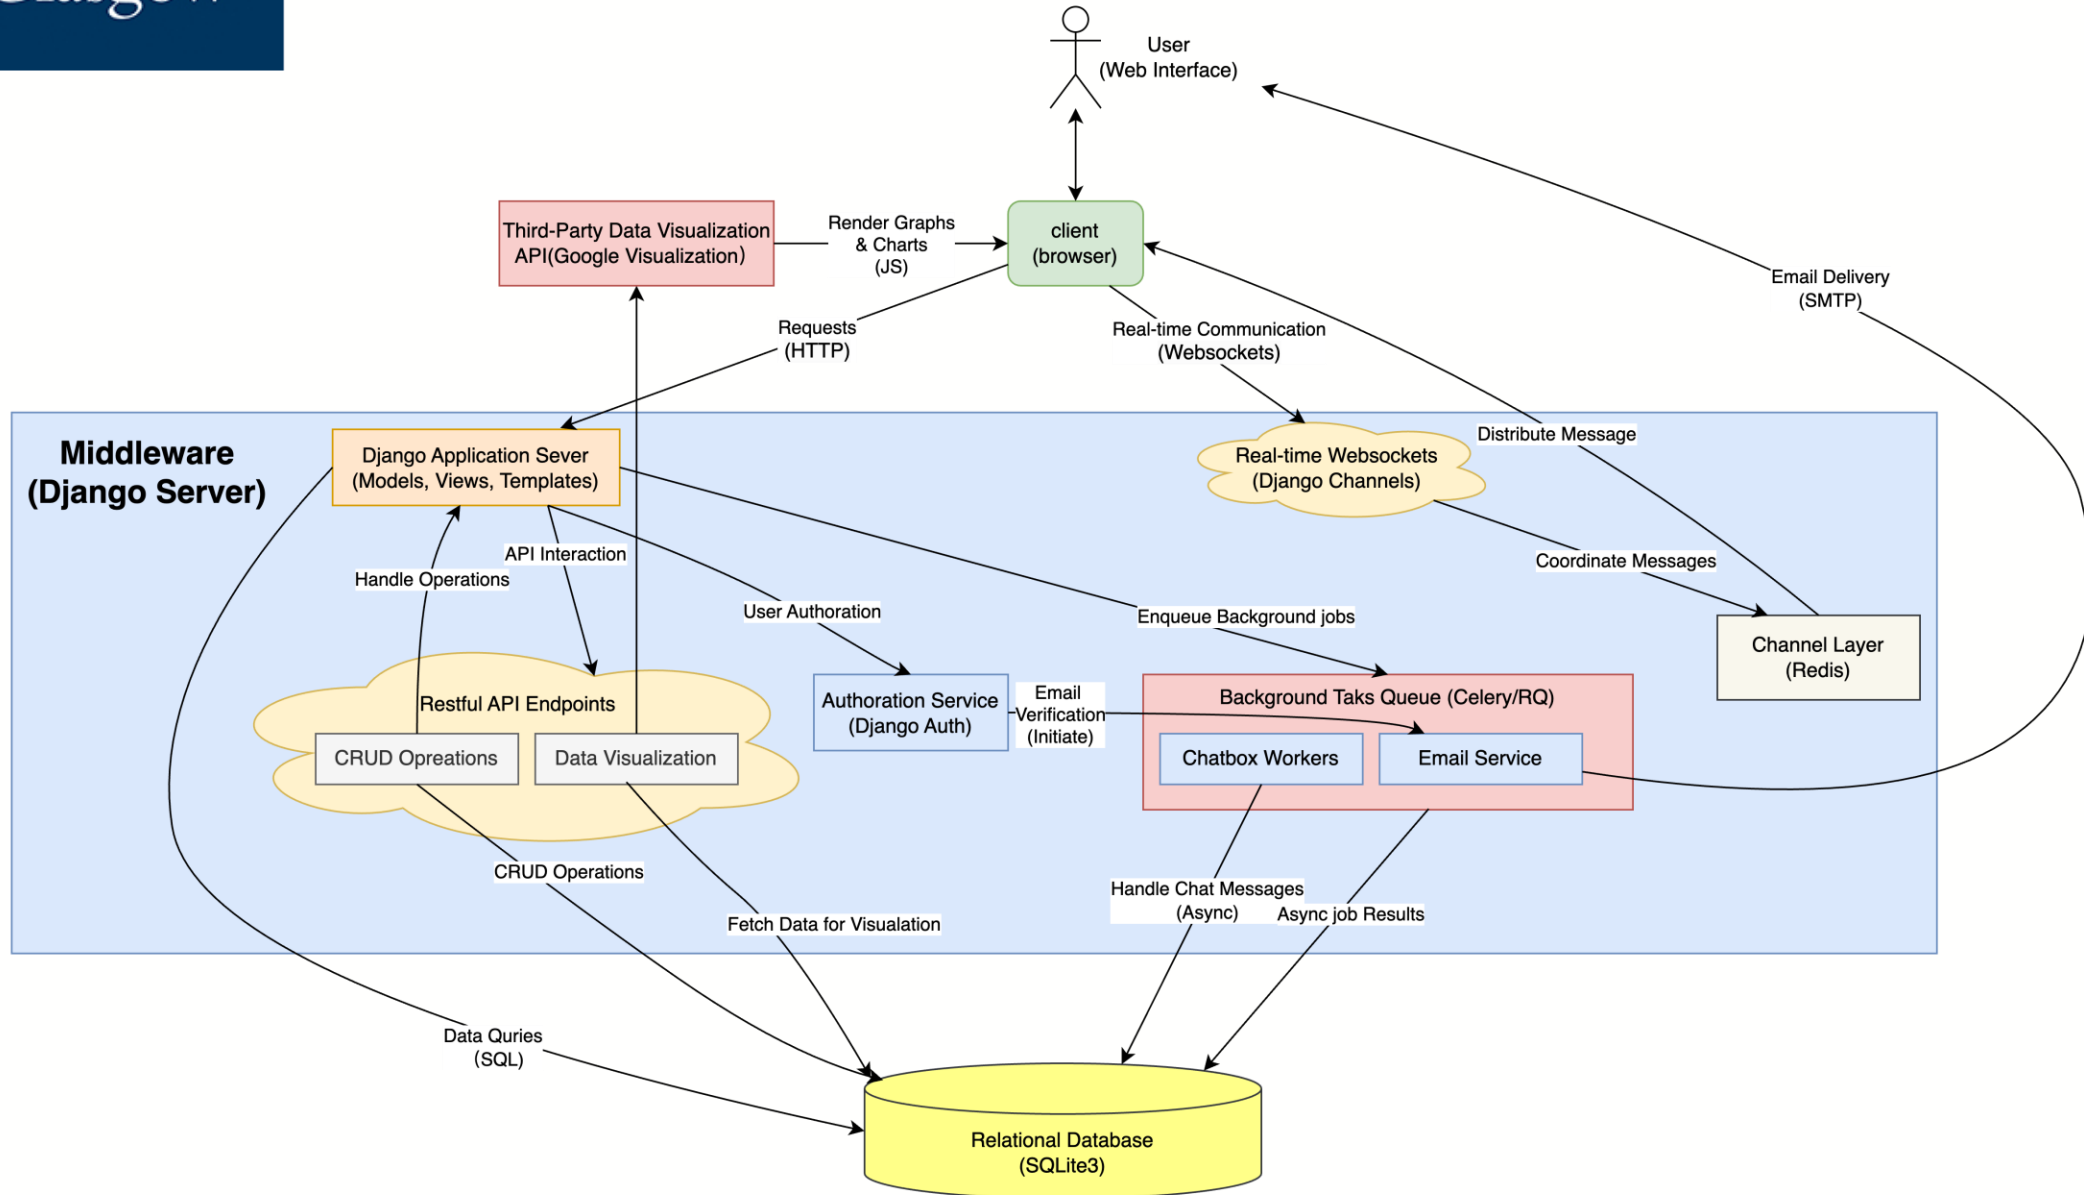 User
(Web Interface)
Third-Party Data Visualization
API(Google Visualization)
Render Graphs
& Charts
(JS)
client
(browser)
Email Delivery
(SMTP)
Requests
(HTTP)
Real-time Communication
(Websockets)
Middleware
(Django Server)
Django Application Sever
(Models, Views, Templates)
Real-time Websockets
(Django Channels)
Distribute Message
API Interaction
Handle Operations
Coordinate Messages
User Authoration
Enqueue Background jobs
Channel Layer
(Redis)
Restful API Endpoints
CRUD Opreations
Data Visualization
Authoration Service
(Django Auth)
Email
Verification
(Initiate)
Background Taks Queue (Celery/RQ)
Chatbox Workers
Email Service
CRUD Operations
Fetch Data for Visualation
Handle Chat Messages
(Async)
Async job Results
Data Quries
(SQL)
Relational Database
(SQLite3)